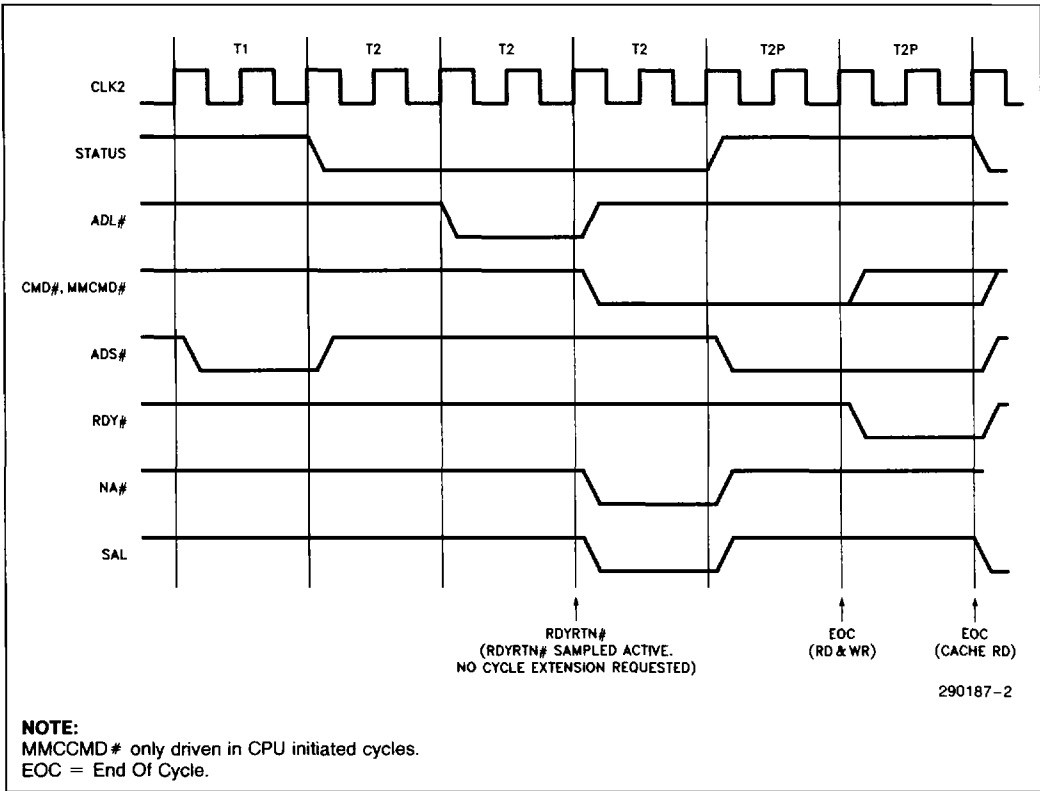 T1 T2 T2 T2 T2P T2P
CLK2
STATUS
ADL#
CMD#, MMCMD#
ADS#
RDY#
NA#
SAL
RDYRTN#
(RDYRTN# SAMPLED ACTIVE.
NO CYCLE EXTENSION REQUESTED)
EOC
(RD & WR)
EOC
(CACHE RD)
290187-2
NOTE:
MMCCMD# only driven in CPU initiated cycles.
EOC = End Of Cycle.